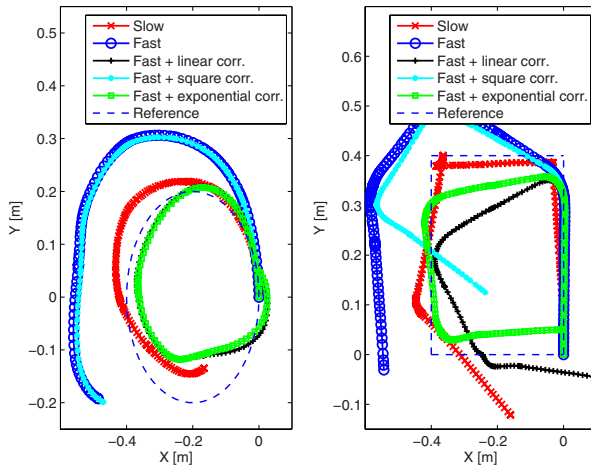 0.5
0.4
0.3
0.2
0.1
0
−0.1
−0.2
Y [m]
−0.4
−0.2
0
X [m]
Slow
Fast
Fast + linear corr.
Fast + square corr.
Fast + exponential corr.
Reference
0.6
0.5
0.4
0.3
0.2
0.1
0
−0.1
Y [m]
−0.4
−0.2
0
X [m]
Slow
Fast
Fast + linear corr.
Fast + square corr.
Fast + exponential corr.
Reference